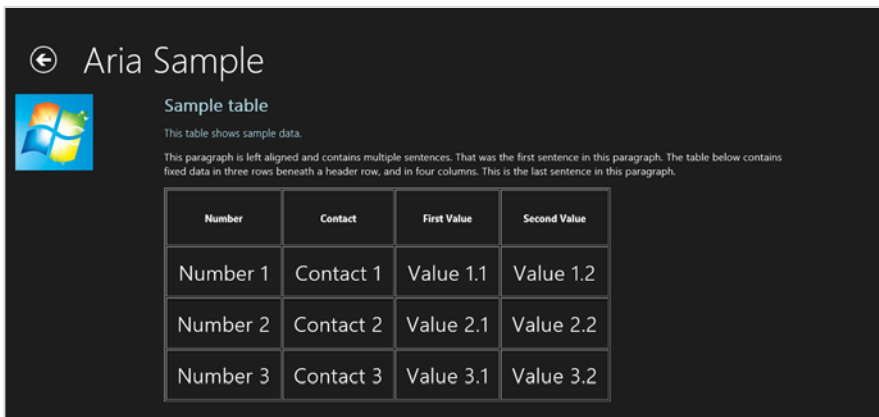 Aria Sample
Sample table
This table shows sample data.
This paragraph is left aligned and contains multiple sentences. That was the first sentence in this paragraph. The table below contains
fixed data in three rows beneath a header row, and in four columns. This is the last sentence in this paragraph.
Number Contact First Value Second Value
Number 1 Contact 1 Value 1.1 Value 1.2
Number 2 Contact 2 Value 2.1 Value 2.2
Number 3 Contact 3 Value 3.1 Value 3.2